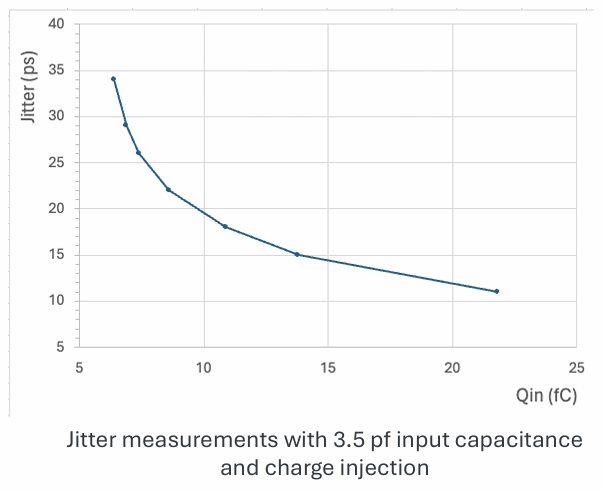 Jitter (ps)
40
35
30
25
20
15
10
5
5 10 15 20 25
Qin (fC)
Jitter measurements with 3.5 pf input capacitance
and charge injection